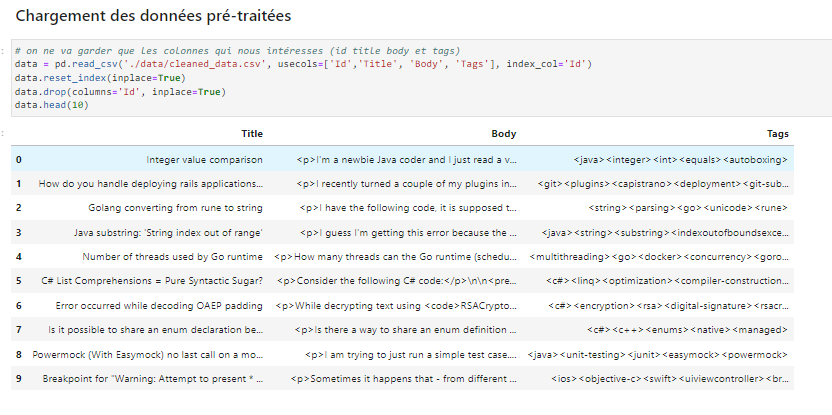 Chargement des données pré-traitées
# on ne va garder que les colonnes qui nous intéresses (id title body et tags)
data = pd.read_csv('./data/cleaned_data.csv', usecols=['Id','Title', 'Body', 'Tags'], index_col='Id')
data.reset_index(inplace=True)
data.drop(columns='Id', inplace=True)
data.head(10)
Title Body Tags
0 Integer value comparison <p>I'm a newbie Java coder and I just read a v... <java><integer><int><equals><autoboxing>
1 How do you handle deploying rails applications... <p>I recently turned a couple of my plugins in... <git><plugins><capistrano><deployment><git-sub...
2 Golang converting from rune to string <p>I have the following code, it is supposed t... <string><parsing><go><unicode><rune>
3 Java substring: 'String index out of range' <p>I guess I'm getting this error because the ... <java><string><substring><indexoutofboundsexce...
4 Number of threads used by Go runtime <p>How many threads can the Go runtime (schedu... <multithreading><go><docker><concurrency><goro...
5 C# List Comprehensions = Pure Syntactic Sugar? <p>Consider the following C# code:</p>\n\n<pre... <c#><linq><optimization><compiler-construction...
6 Error occurred while decoding OAEP padding <p>While decrypting text using <code>RSACrypto... <c#><encryption><rsa><digital-signature><rsacr...
7 Is it possible to share an enum declaration be... <p>Is there a way to share an enum definition ... <c#><c++><enums><native><managed>
8 Powermock (With Easymock) no last call on a mo... <p>I am trying to just run a simple test case.... <java><unit-testing><junit><easymock><powermock>
9 Breakpoint for "Warning: Attempt to present * ... <p>Sometimes it happens that - from different ... <ios><objective-c><swift><uiviewcontroller><br...